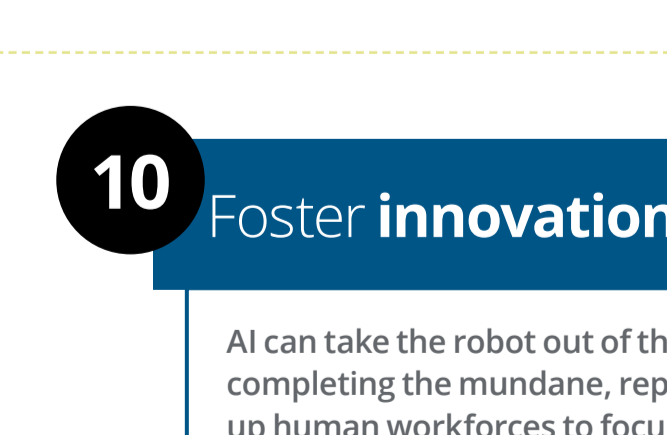 10
Foster innovation
AI can take the robot out of th
completing the mundane, rep
up human workforces to focu